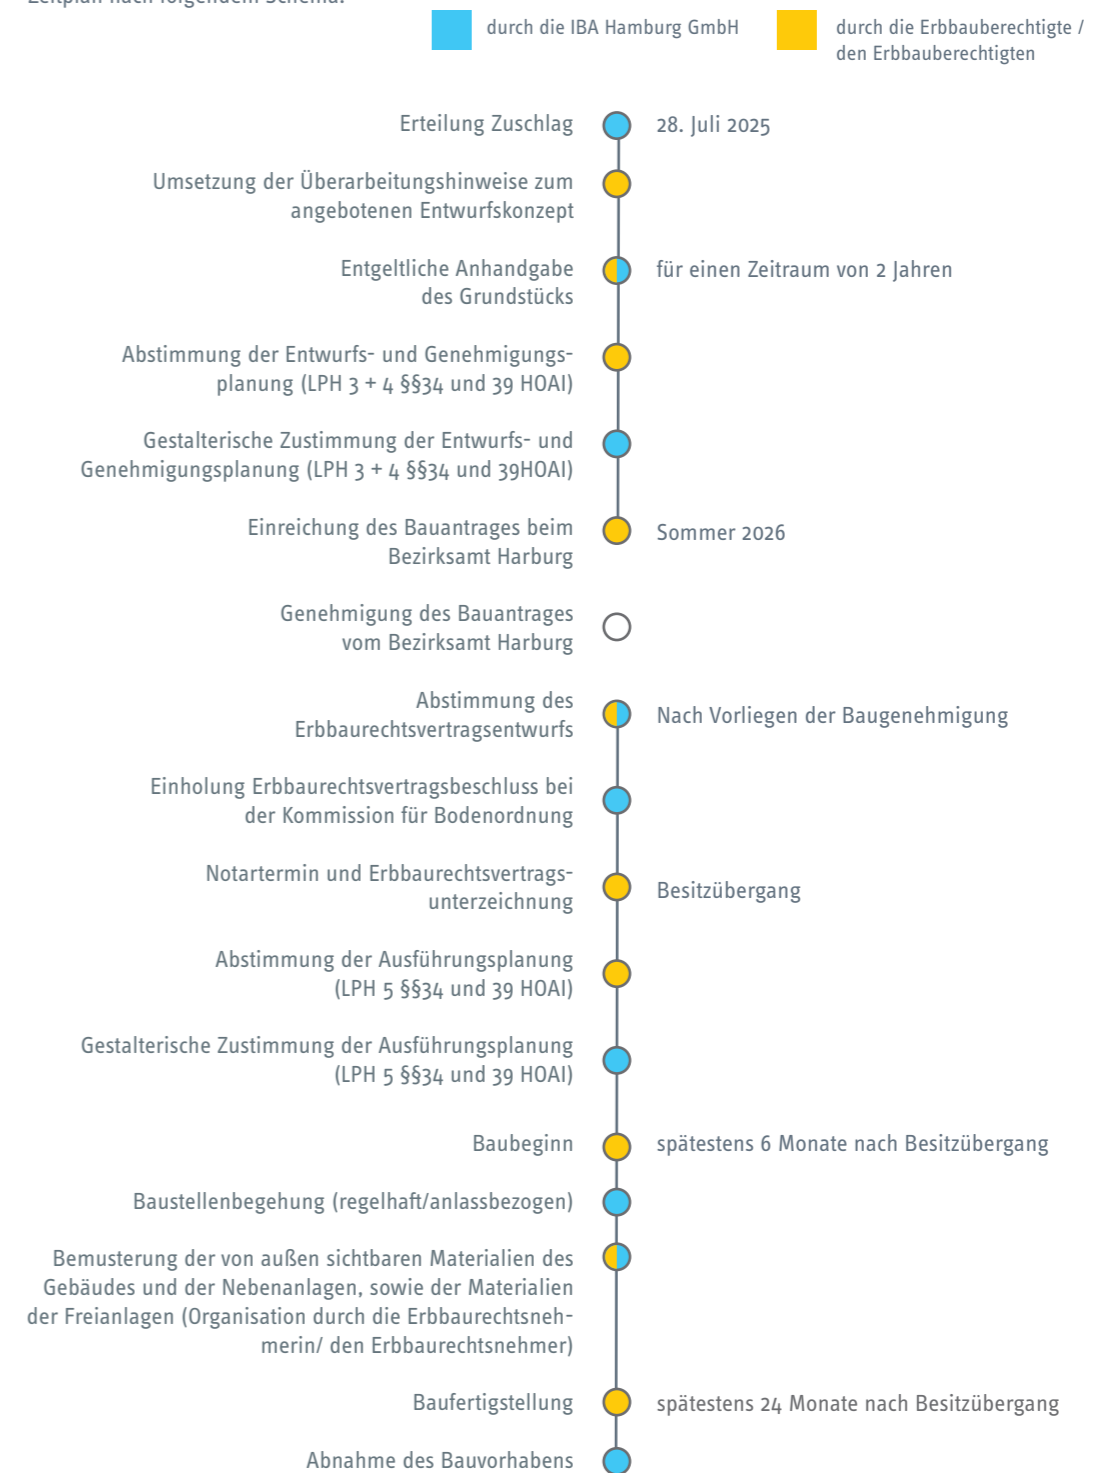 Zeitplan nach folgendem Schema:
durch die IBA Hamburg GmbH
durch die Erbbauberechtigte /
den Erbbauberechtigten
Erteilung Zuschlag
28. Juli 2025
Umsetzung der Überarbeitungshinweise zum
angebotenen Entwurfskonzept
Entgeltliche Anhandgabe
des Grundstücks
für einen Zeitraum von 2 Jahren
Abstimmung der Entwurfs- und Genehmigungs-
planung (LPH 3 + 4 §§34 und 39 HOAI)
Gestalterische Zustimmung der Entwurfs- und
Genehmigungsplanung (LPH 3 + 4 §§34 und 39HOAI)
Einreichung des Bauantrages beim
Bezirksamt Harburg
Sommer 2026
Genehmigung des Bauantrages
vom Bezirksamt Harburg
Abstimmung des
Erbbaurechtsvertragsentwurfs
Nach Vorliegen der Baugenehmigung
Einholung Erbbaurechtsvertragsbeschluss bei
der Kommission für Bodenordnung
Notartermin und Erbbaurechtsvertrags-
unterzeichnung
Besitzübergang
Abstimmung der Ausführungsplanung
(LPH 5 §§34 und 39 HOAI)
Gestalterische Zustimmung der Ausführungsplanung
(LPH 5 §§34 und 39 HOAI)
Baubeginn
spätestens 6 Monate nach Besitzübergang
Baustellenbegehung (regelhaft/anlassbezogen)
Bemusterung der von außen sichtbaren Materialien des
Gebäudes und der Nebenanlagen, sowie der Materialien
der Freianlagen (Organisation durch die Erbbaurechtsneh-
merin/ den Erbbaurechtsnehmer)
Baufertigstellung
spätestens 24 Monate nach Besitzübergang
Abnahme des Bauvorhabens